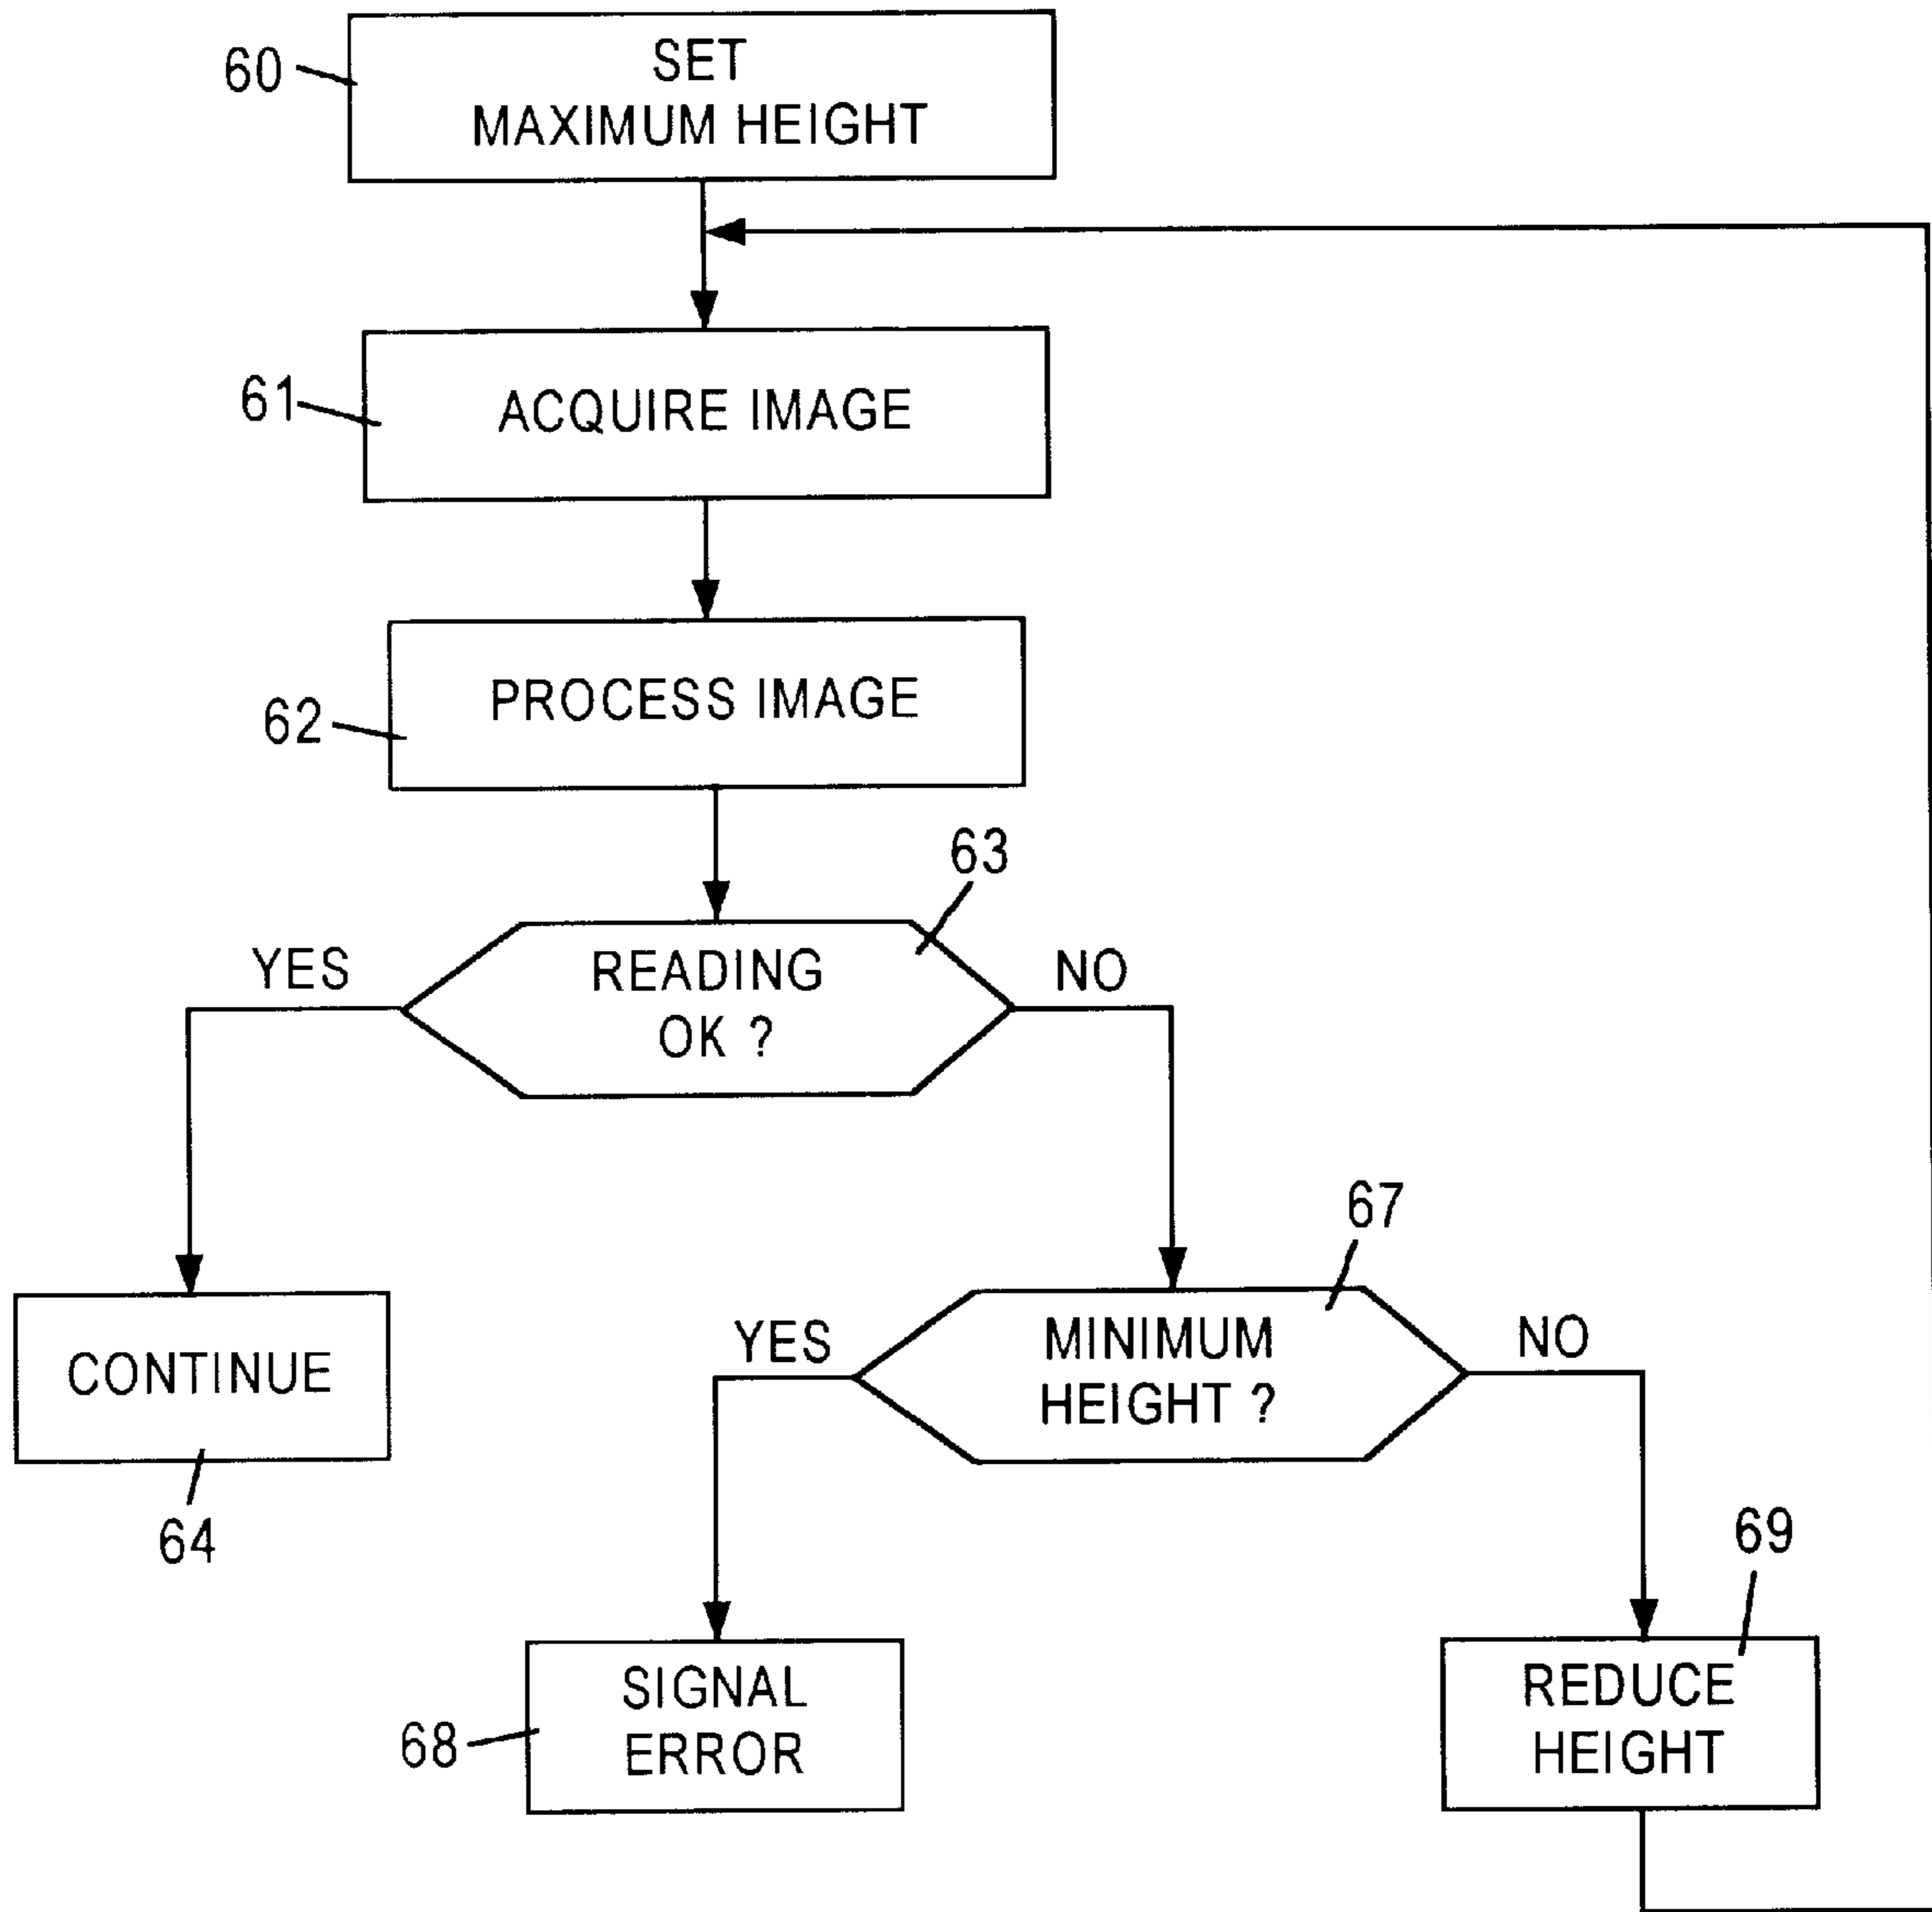 60
SET
MAXIMUM HEIGHT
61
ACQUIRE IMAGE
62
PROCESS IMAGE
63
YES
READING
OK ?
NO
67
YES
MINIMUM
HEIGHT ?
NO
CONTINUE
64
69
68
SIGNAL
ERROR
REDUCE
HEIGHT